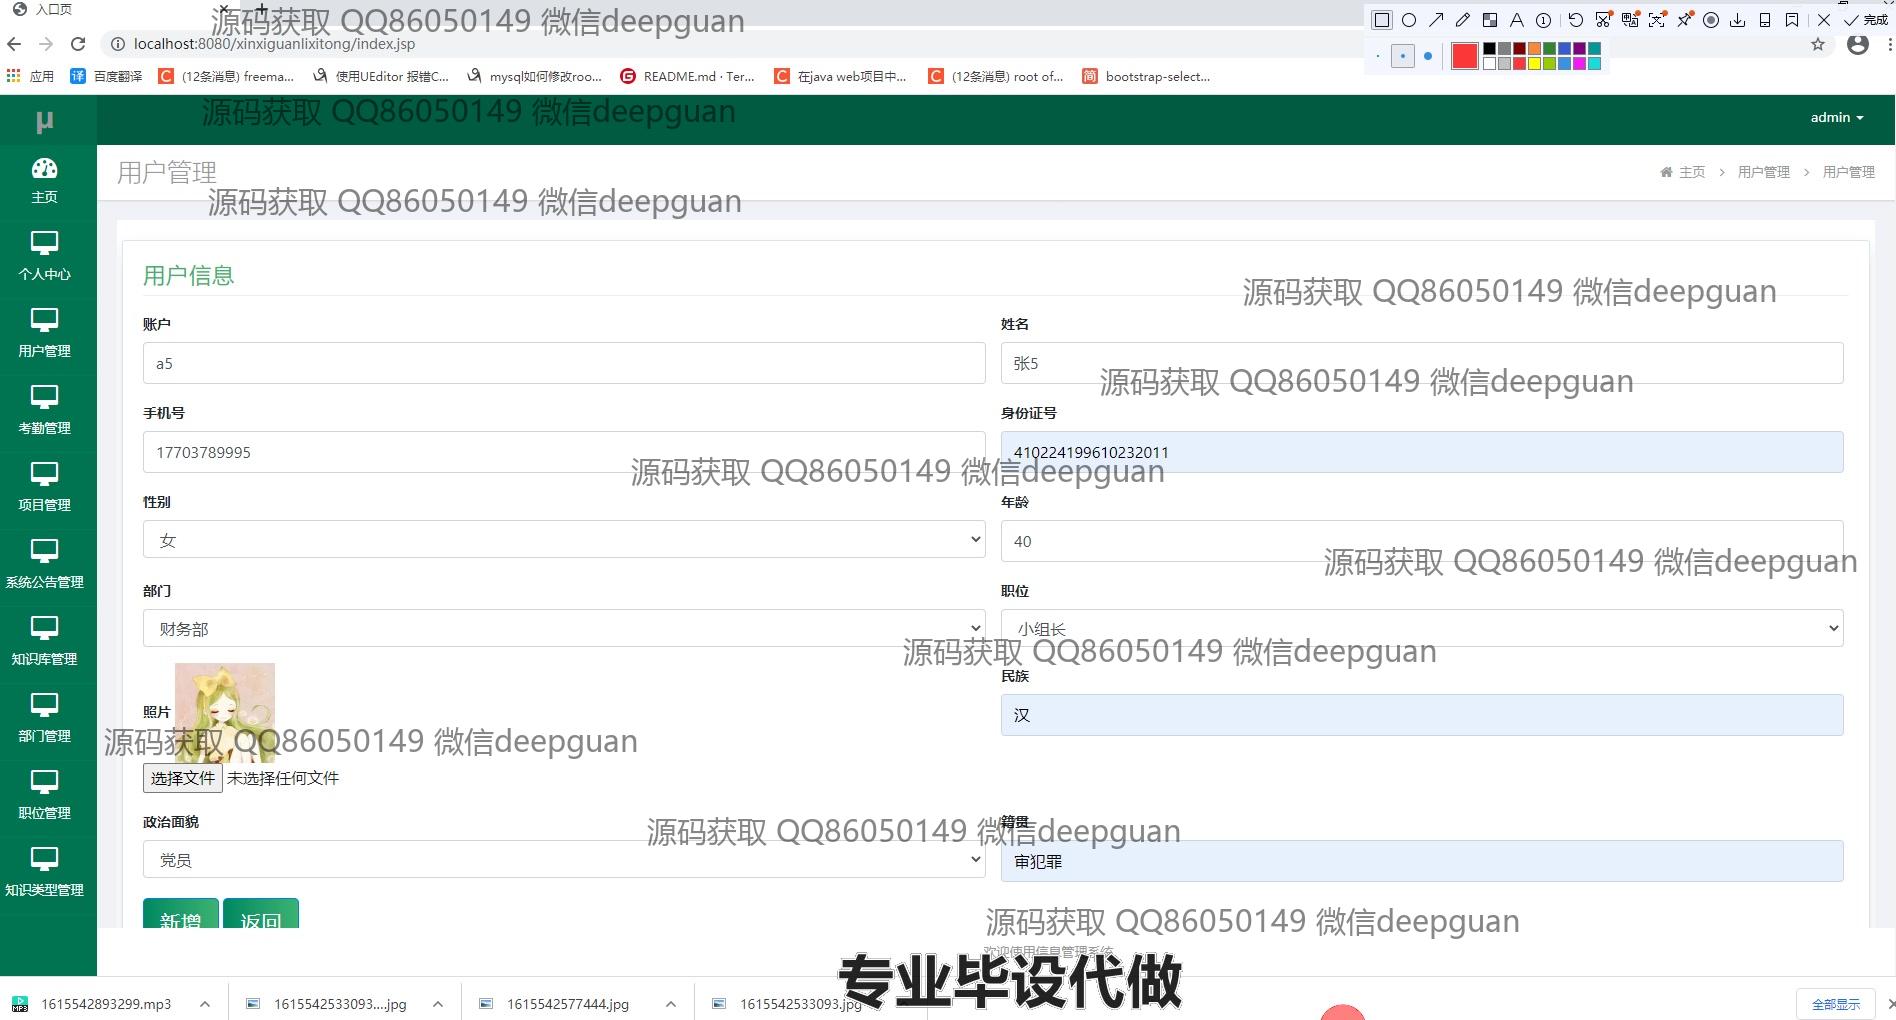 入口页
源码获取 QQ86050149 微信deepguan
完成
localhost:8080/xinxiguanlixitong/index.jsp
应用
百度翻译
(12条消息) freema...
使用UEditor 报错C...
mysql如何修改roo...
README.md · Ter...
在java web项目中...
(12条消息) root of...
bootstrap-select...
源码获取 QQ86050149 微信deepguan
μ
admin
主页
用户管理
主页 > 用户管理 > 用户管理
源码获取 QQ86050149 微信deepguan
个人中心
用户信息
源码获取 QQ86050149 微信deepguan
用户管理
账户
姓名
a5
张5
源码获取 QQ86050149 微信deepguan
考勤管理
手机号
身份证号
17703789995
410224199610232011
源码获取 QQ86050149 微信deepguan
项目管理
性别
年龄
女
40
源码获取 QQ86050149 微信deepguan
系统公告管理
部门
职位
财务部
小组长
源码获取 QQ86050149 微信deepguan
知识库管理
民族
照片
汉
源码获取 QQ86050149 微信deepguan
部门管理
选择文件 未选择任何文件
职位管理
政治面貌
籍贯
源码获取 QQ86050149 微信deepguan
党员
审犯罪
知识类型管理
新增
返回
源码获取 QQ86050149 微信deepguan
欢迎使用信息管理系统
专业毕设代做
MP3
1615542893299.mp3
1615542533093....jpg
1615542577444.jpg
1615542533093.jpg
全部显示